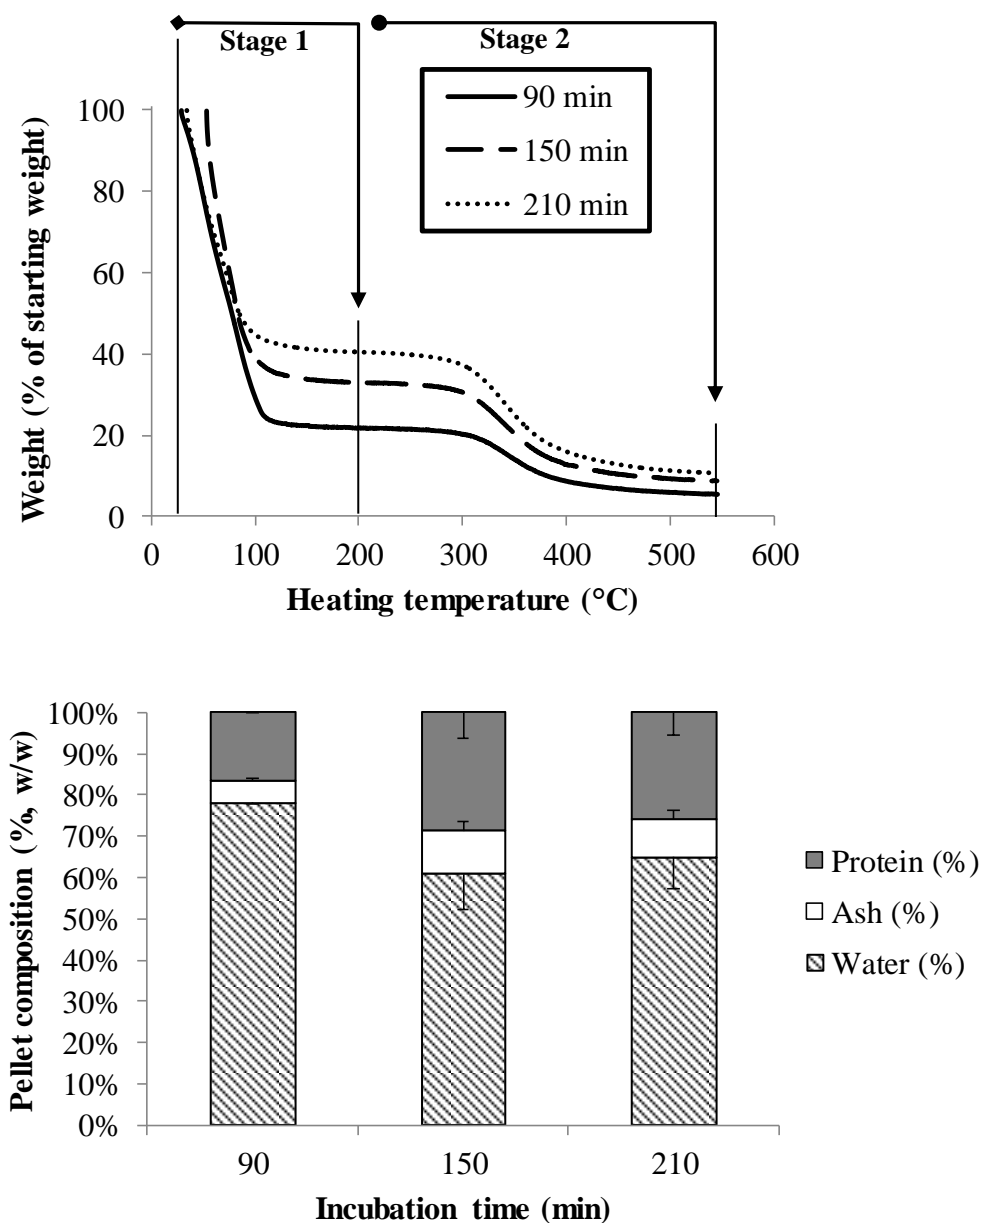 Stage 1
Stage 2
90 min
150 min
210 min
Weight (% of starting weight)
100
80
60
40
20
0
0 100 200 300 400 500 600
Heating temperature (°C)
Pellet composition (%, w/w)
100%
90%
80%
70%
60%
50%
40%
30%
20%
10%
0%
90 150 210
Incubation time (min)
Protein (%)
Ash (%)
Water (%)